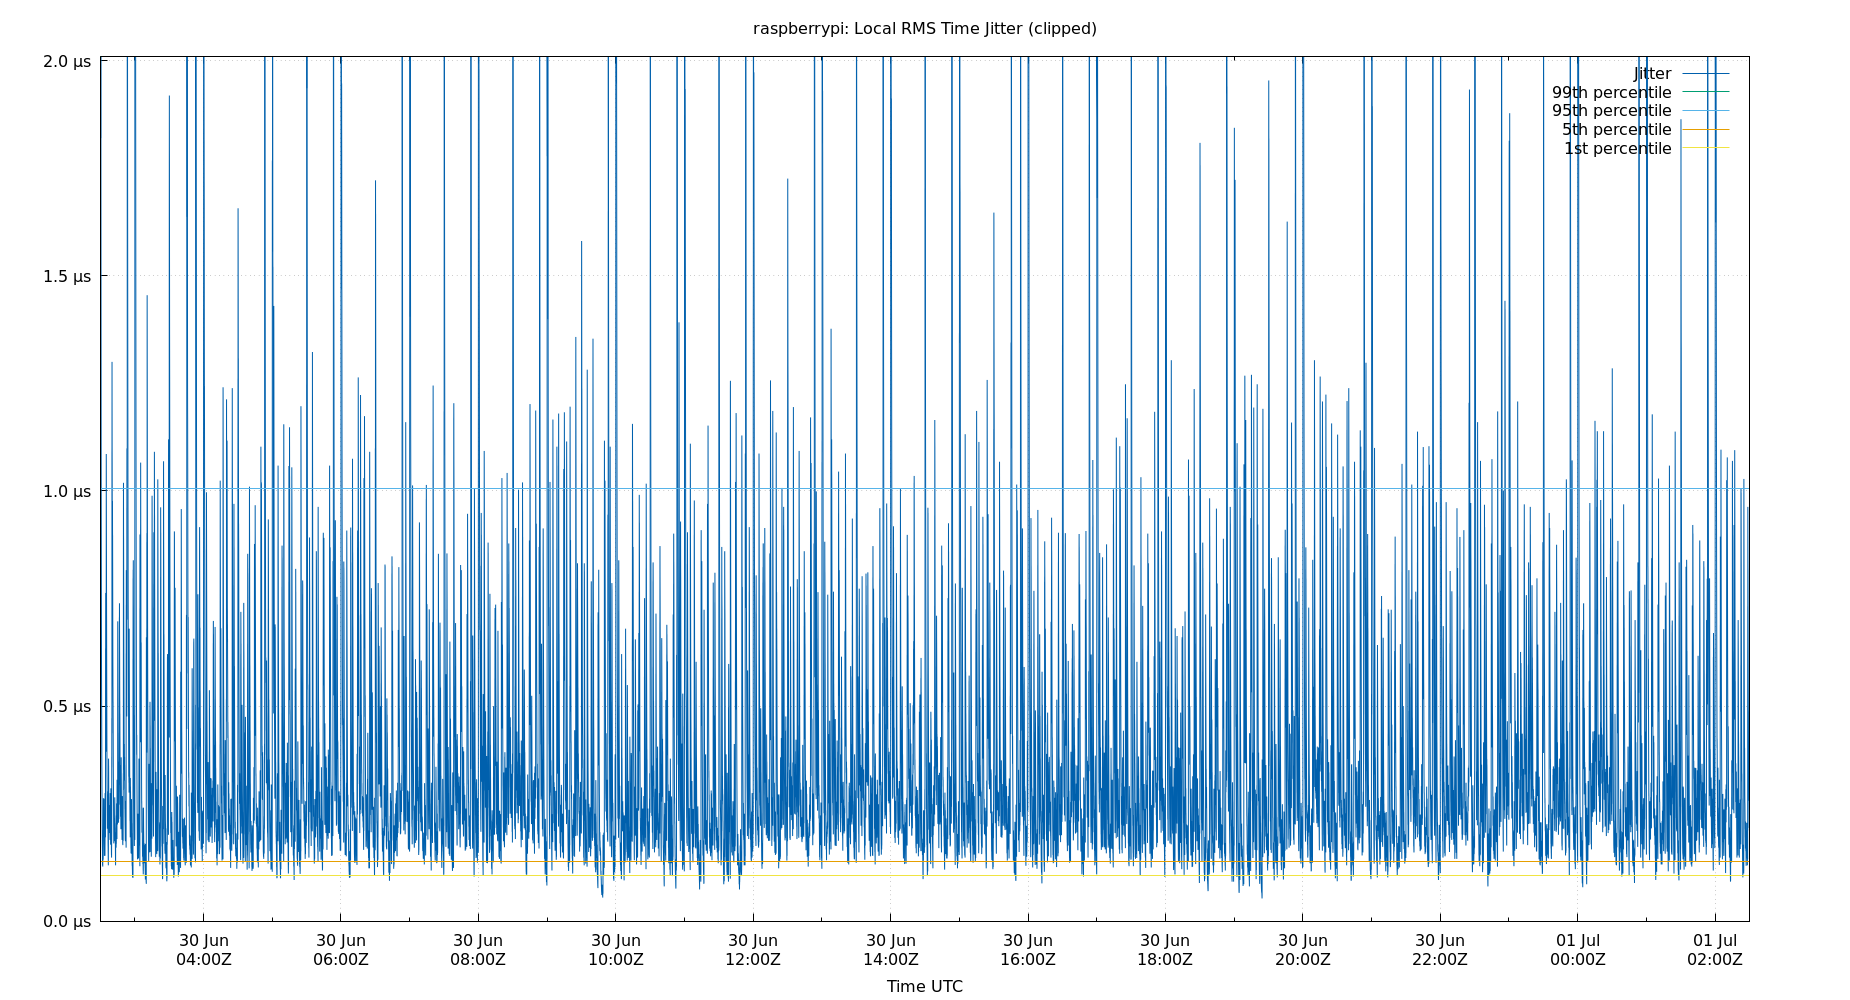 raspberrypi: Local RMS Time Jitter (clipped)
2.0 µs
1.5 µs
1.0 µs
0.5 µs
0.0 µs
Jitter
99th percentile
95th percentile
5th percentile
1st percentile
30 Jun 30 Jun 30 Jun 30 Jun 30 Jun 30 Jun 30 Jun 30 Jun 30 Jun 30 Jun 01 Jul 01 Jul
04:00Z 06:00Z 08:00Z 10:00Z 12:00Z 14:00Z 16:00Z 18:00Z 20:00Z 22:00Z 00:00Z 02:00Z
Time UTC